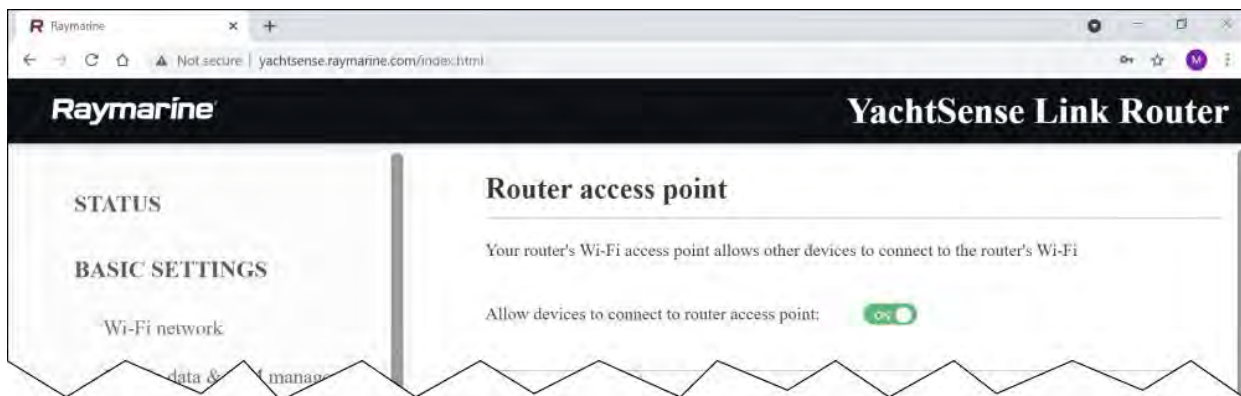 Raymarine
Not secure | yachtsense.raymarine.com/index.html
M
Raymarine
YachtSense Link Router
STATUS
BASIC SETTINGS
Wi-Fi network
data &
manage
Router access point
Your router's Wi-Fi access point allows other devices to connect to the router's Wi-Fi
Allow devices to connect to router access point:
ON